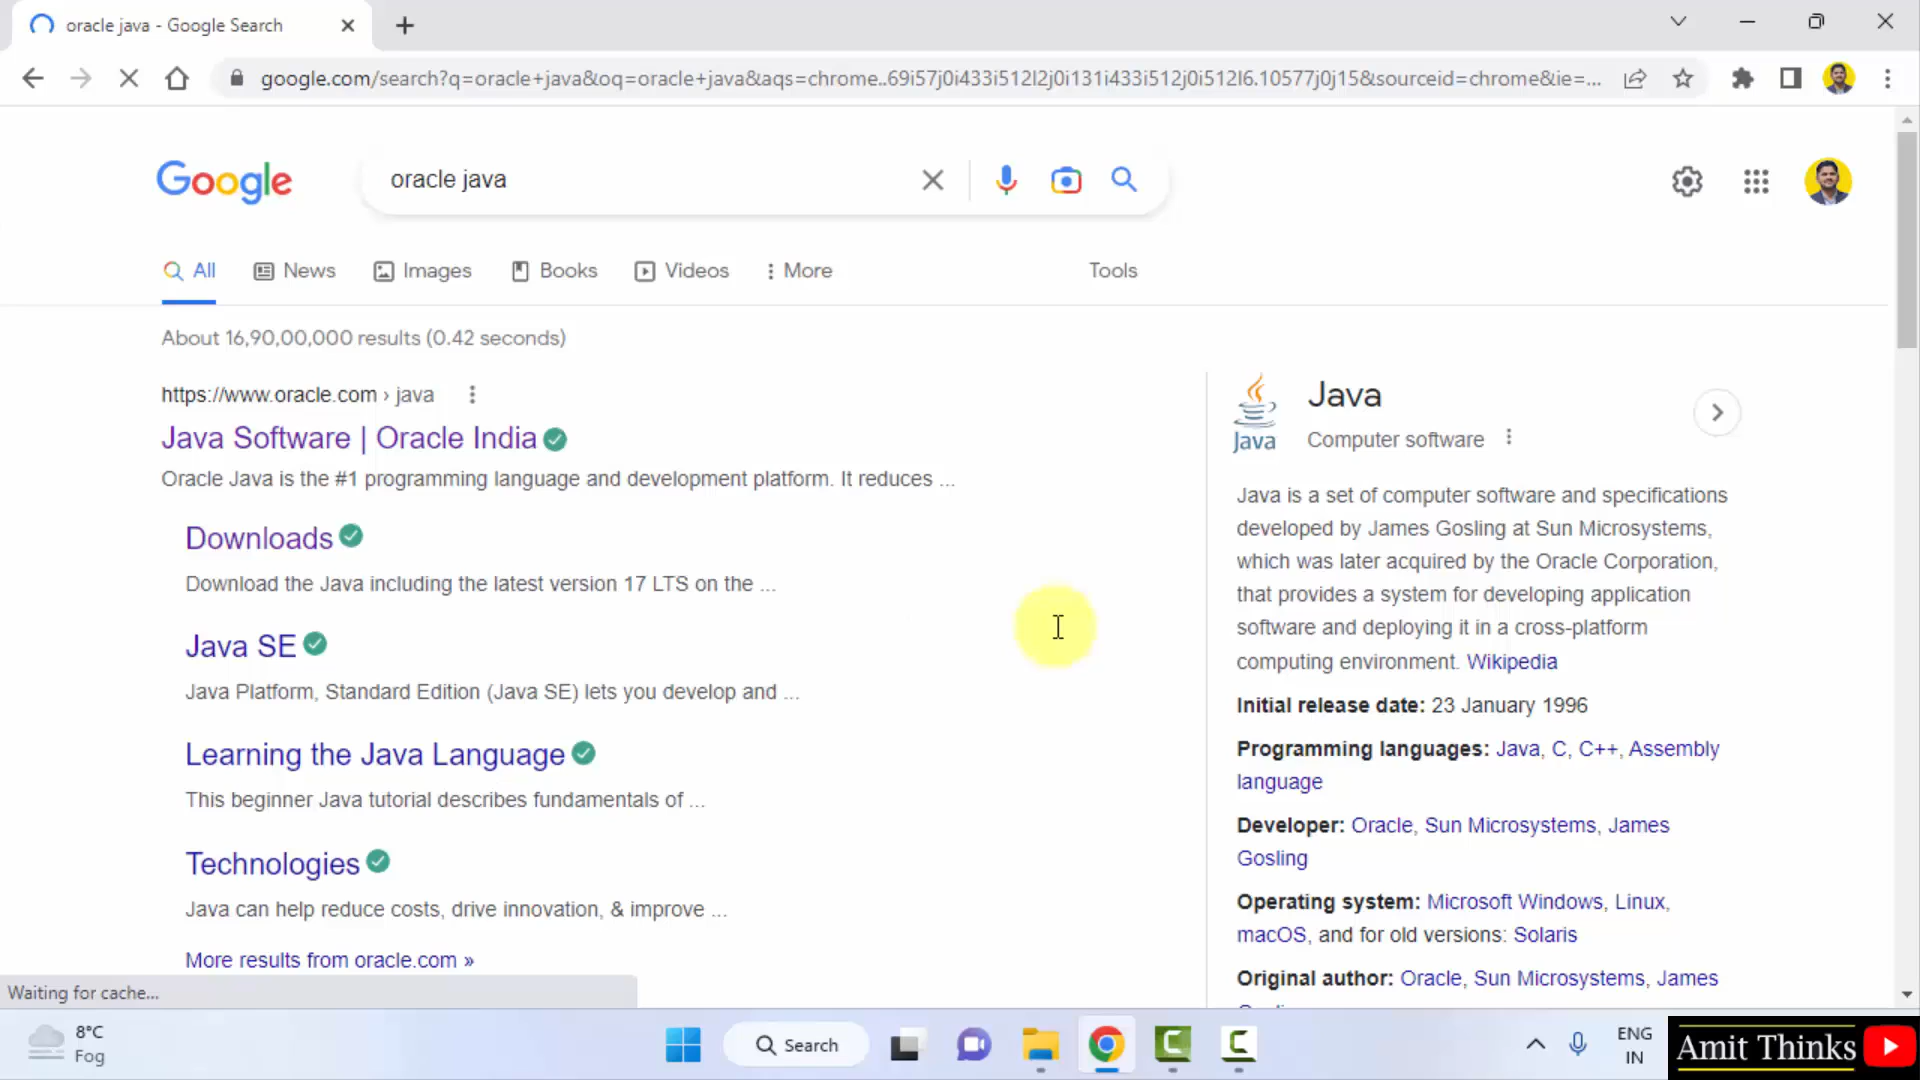 oracle java - Google Search
google.com/search?q=oracle+java&oq=oracle+java&aqs=chrome..69i57j0i433i512l2j0i131i433i512j0i512l6.10577j0j15&sourceid=chrome&ie=...
Google
oracle java
All
News
Images
Books
Videos
More
Tools
About 16,90,00,000 results (0.42 seconds)
https://www.oracle.com › java
Java Software | Oracle India
Oracle Java is the #1 programming language and development platform. It reduces ...
Downloads
Download the Java including the latest version 17 LTS on the ...
Java SE
Java Platform, Standard Edition (Java SE) lets you develop and ...
Learning the Java Language
This beginner Java tutorial describes fundamentals of ...
Technologies
Java can help reduce costs, drive innovation, & improve ...
More results from oracle.com »
Waiting for cache...
Java
Java
Computer software
Java is a set of computer software and specifications
developed by James Gosling at Sun Microsystems,
which was later acquired by the Oracle Corporation,
that provides a system for developing application
software and deploying it in a cross-platform
computing environment. Wikipedia
Initial release date: 23 January 1996
Programming languages: Java, C, C++, Assembly
language
Developer: Oracle, Sun Microsystems, James
Gosling
Operating system: Microsoft Windows, Linux,
macOS, and for old versions: Solaris
Original author: Oracle, Sun Microsystems, James
8°C
Fog
Search
ENG
IN
Amit Thinks